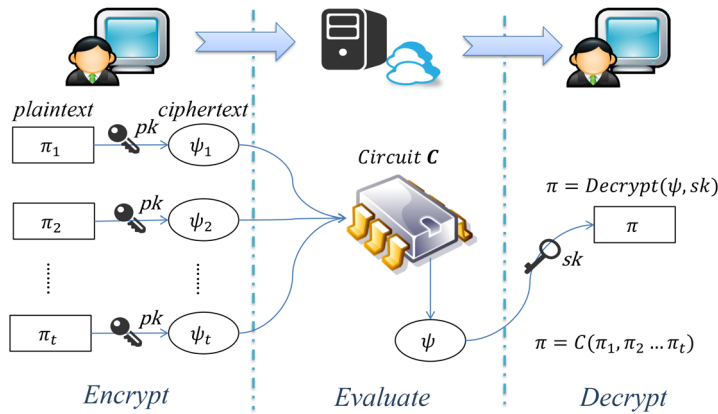 plaintext
ciphertext
π₁
pk
ψ₁
Circuit C
π = Decrypt(ψ, sk)
π₂
pk
ψ₂
π
sk
......
......
πₜ
pk
ψₜ
ψ
π = C(π₁, π₂ ... πₜ)
Encrypt
Evaluate
Decrypt